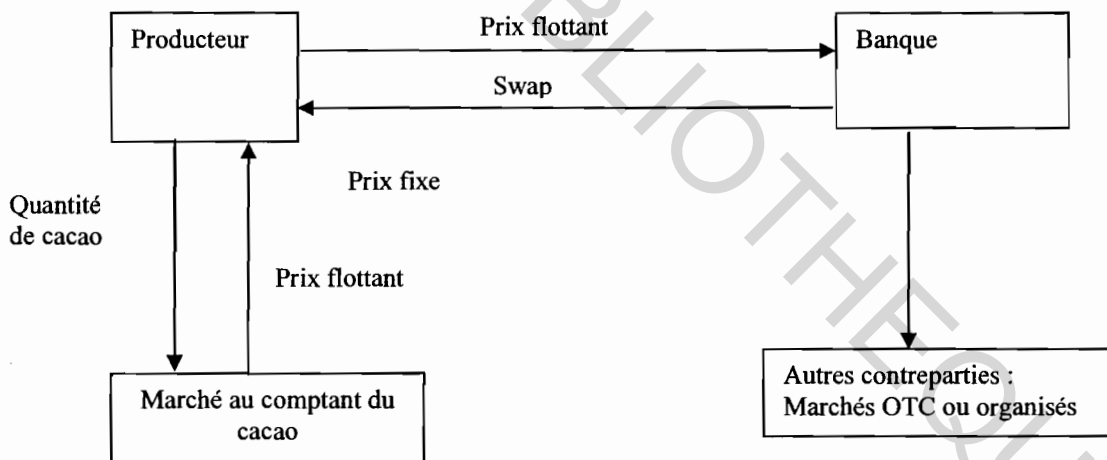 Producteur
Prix flottant
Banque
Swap
Prix fixe
Quantité
de cacao
Prix flottant
Marché au comptant du
cacao
Autres contreparties :
Marchés OTC ou organisés
BLIOTHEQU